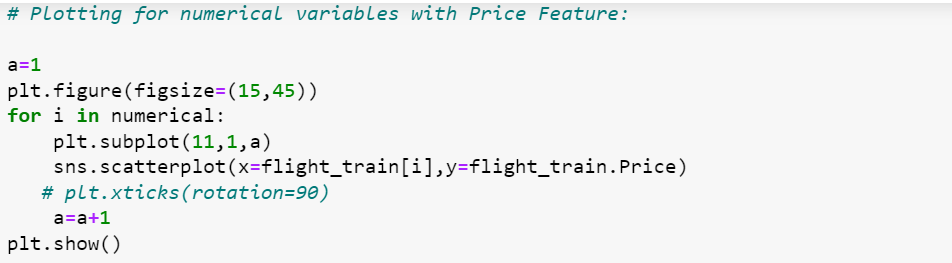 # Plotting for numerical variables with Price Feature:
a=1
plt.figure(figsize=(15,45))
for i in numerical:
    plt.subplot(11,1,a)
    sns.scatterplot(x=flight_train[i],y=flight_train.Price)
   # plt.xticks(rotation=90)
    a=a+1
plt.show()